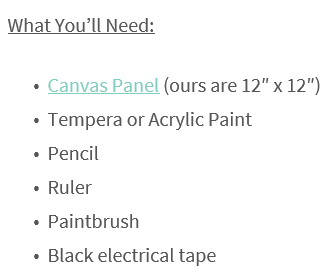 What You’ll Need:
• Canvas Panel (ours are 12″ x 12″)
• Tempera or Acrylic Paint
• Pencil
• Ruler
• Paintbrush
• Black electrical tape